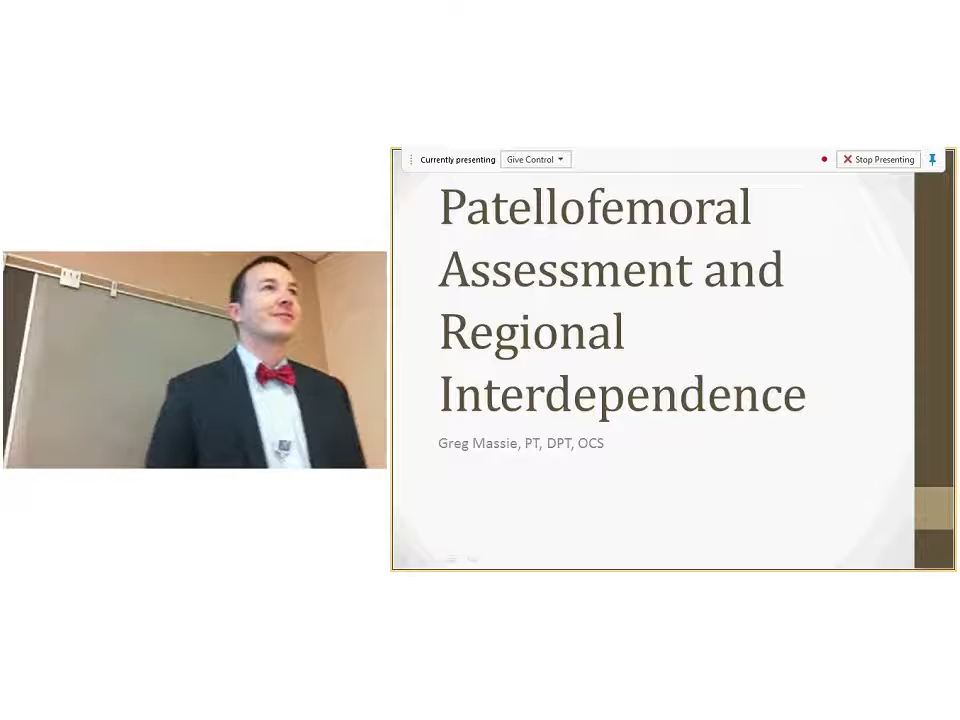 Currently presenting Give Control Stop Presenting
Patellofemoral
Assessment and
Regional
Interdependence
Greg Massie, PT, DPT, OCS